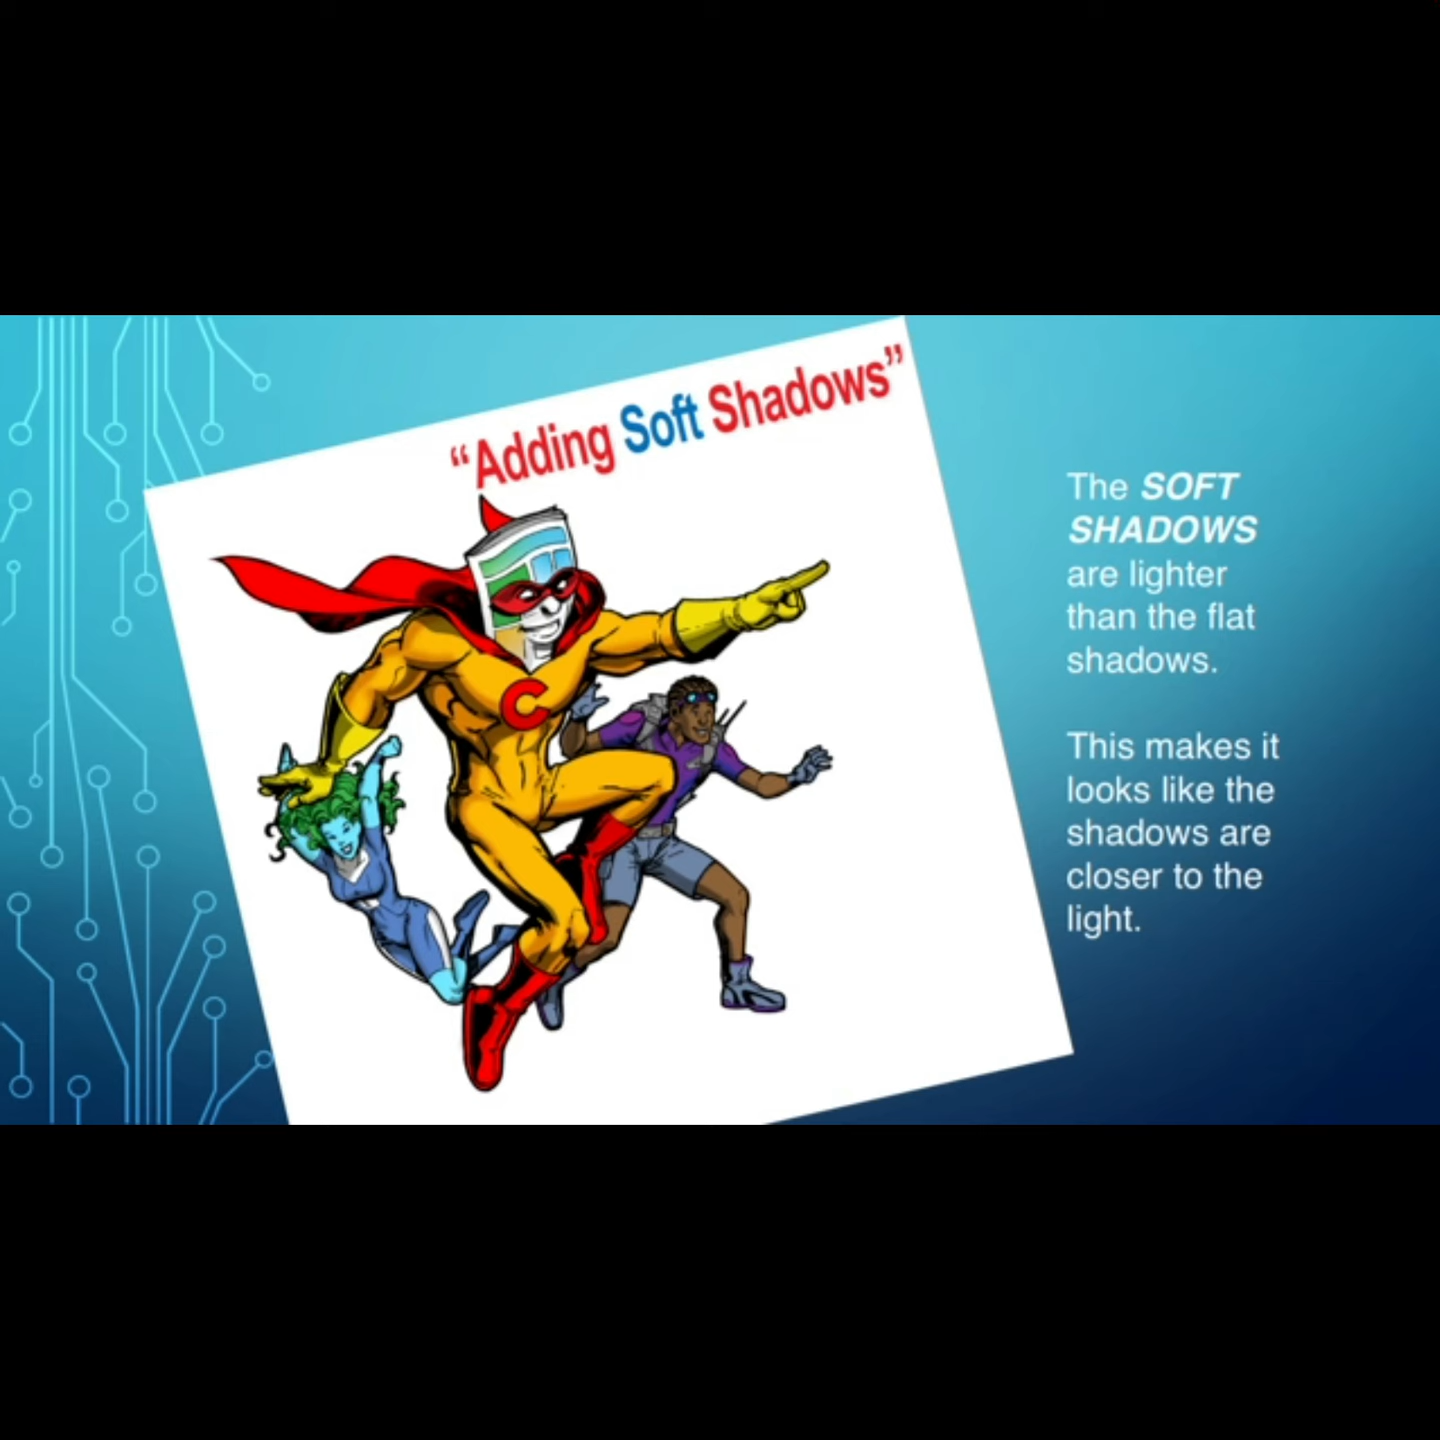 “Adding Soft Shadows”
C
The SOFT
SHADOWS
are lighter
than the flat
shadows.
This makes it
looks like the
shadows are
closer to the
light.